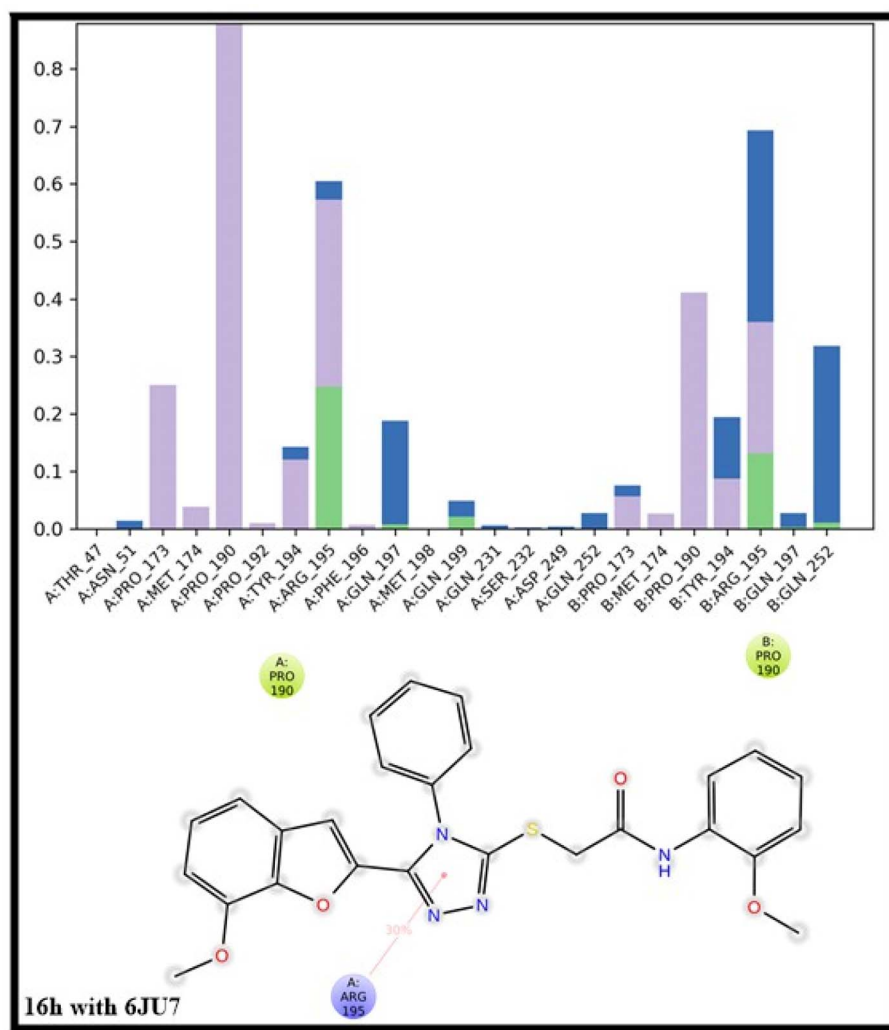 0.8
0.7
0.6
0.5
0.4
0.3
0.2
0.1
0.0
A:THR_47
A:ASN_51
A:PRO_173
A:MET_174
A:PRO_190
A:PRO_192
A:TYR_194
A:ARG_195
A:PHE_196
A:GLN_197
A:MET_198
A:GLN_199
A:GLN_231
A:SER_232
A:ASP_249
A:GLN_252
B:PRO_173
B:MET_174
B:PRO_190
B:TYR_194
B:ARG_195
B:GLN_197
B:GLN_252
A:
PRO
190
B:
PRO
190
O
N
S
N
H
O
N
N
O
O
30%
A:
ARG
195
16h with 6JU7